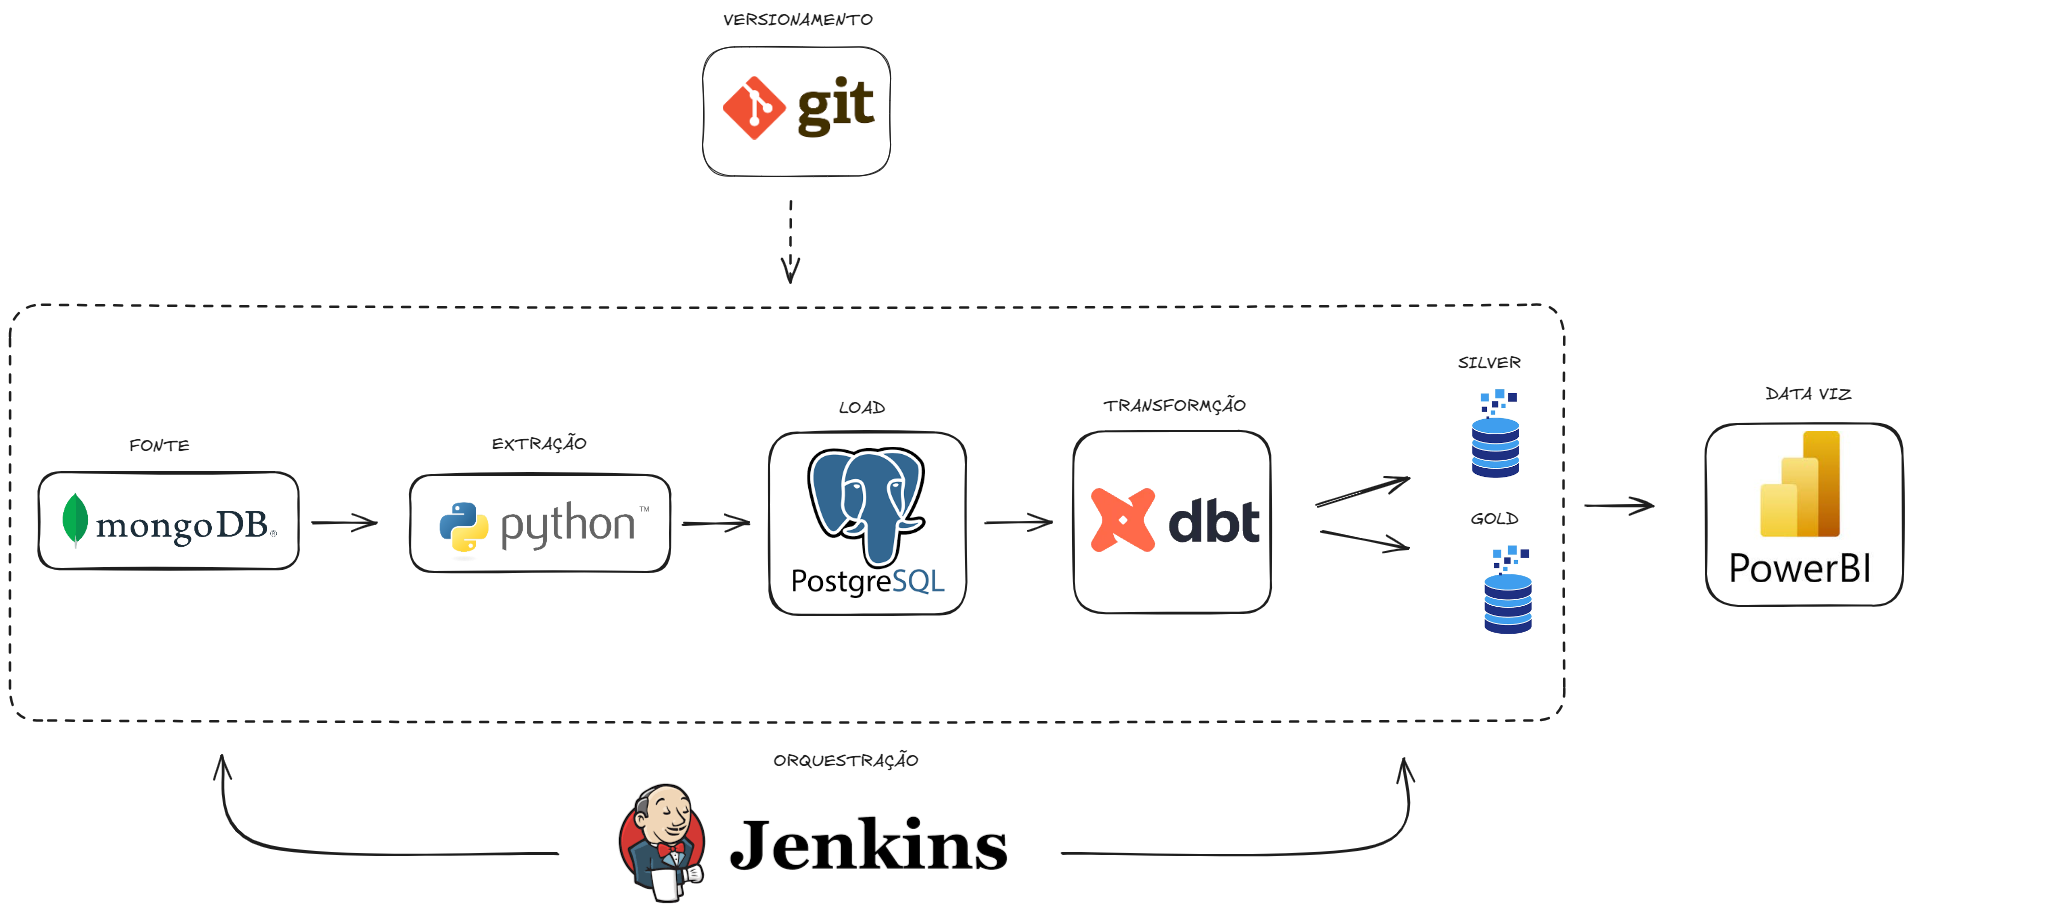 VERSIONAMENTO
git
SILVER
DATA VIZ
TRANSFORMÇÃO
LOAD
EXTRAÇÃO
FONTE
mongoDB®
python™
PostgreSQL
dbt
GOLD
PowerBI
ORQUESTRAÇÃO
Jenkins